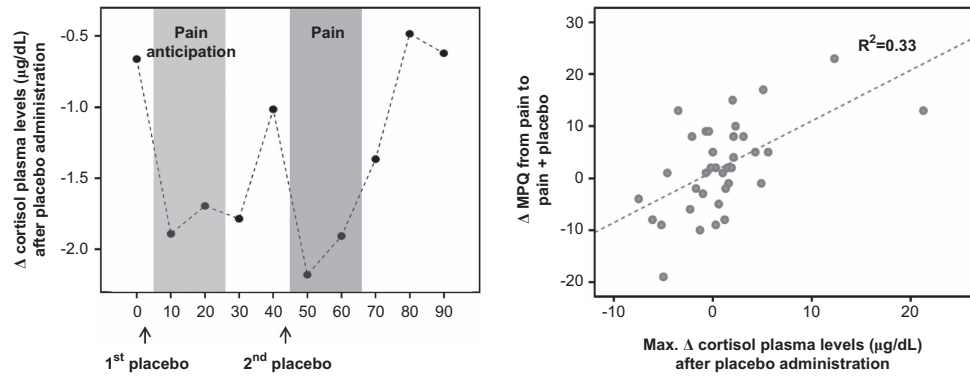 Δ cortisol plasma levels (µg/dL)
after placebo administration
-0.5
-1.0
-1.5
-2.0
Pain
anticipation
Pain
0 10 20 30 40 50 60 70 80 90
1st placebo
2nd placebo
Δ MPQ from pain to
pain + placebo
30
20
10
0
-10
-20
R2=0.33
-10 0 10 20
Max. Δ cortisol plasma levels (µg/dL)
after placebo administration